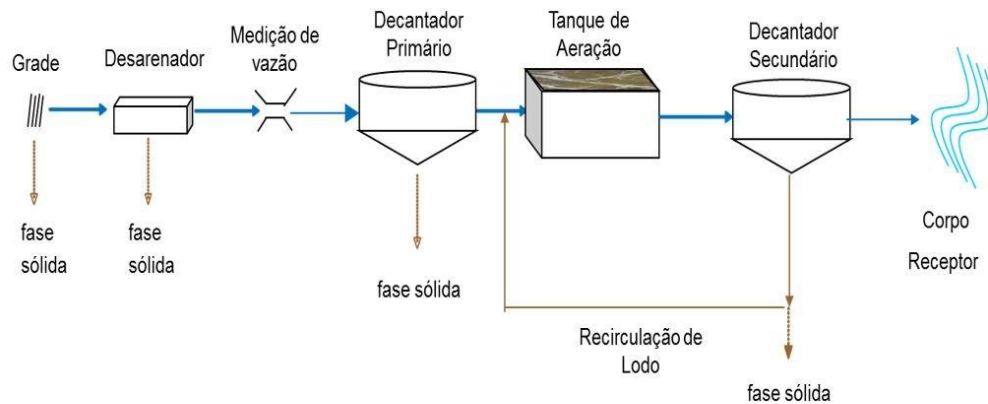 Grade
Desarenador
Medição de
vazão
Decantador
Primário
Tanque de
Aeração
Decantador
Secundário
fase
sólida
fase
sólida
fase sólida
Recirculação de
Lodo
fase sólida
Corpo
Receptor